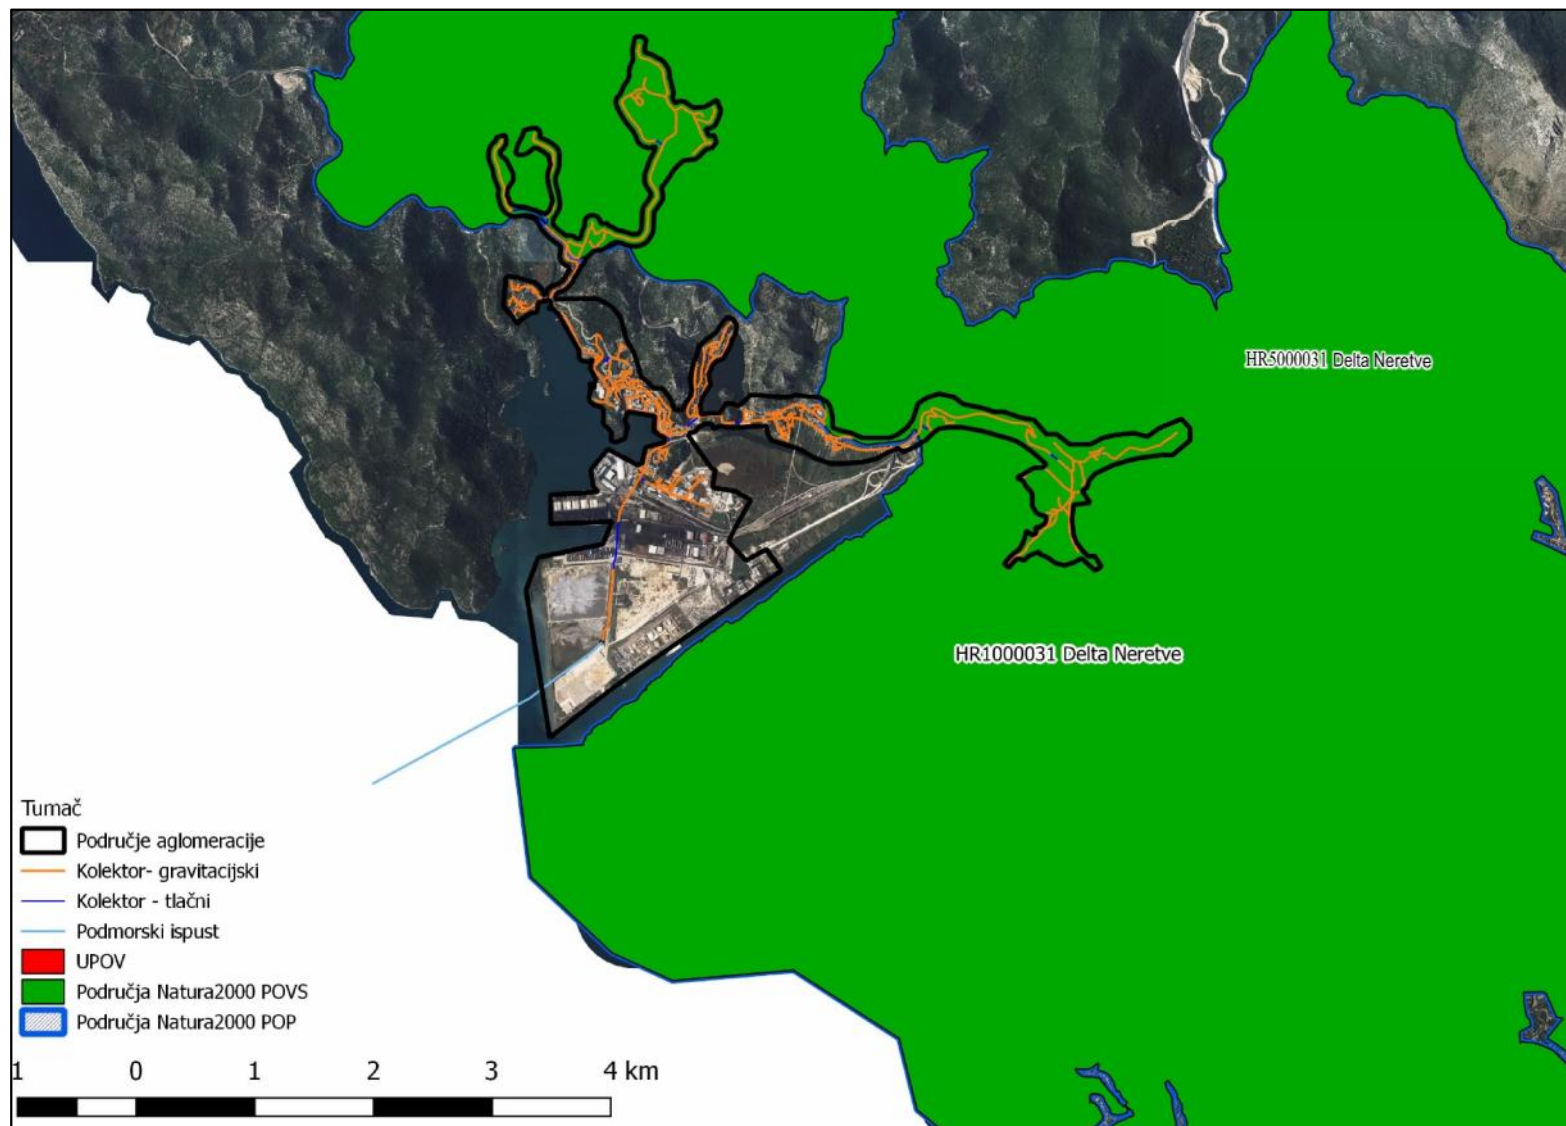 HR5000031 Delta Neretve
HR1000031 Delta Neretve
Tumač
Područje aglomeracije
Kolektor- gravitacijski
Kolektor - tlačni
Podmorski ispust
UPOV
Područja Natura2000 POVS
Područja Natura2000 POP
1 0 1 2 3 4 km